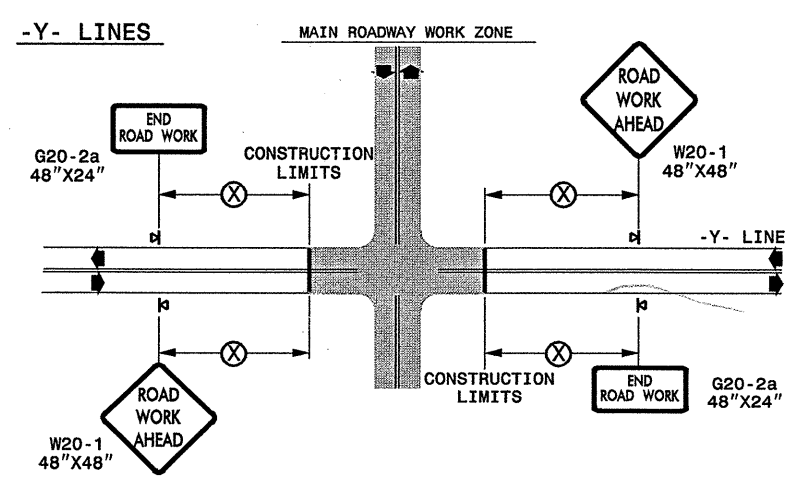 -Y- LINES
MAIN ROADWAY WORK ZONE
END
ROAD WORK
G20-2a
48"X24"
CONSTRUCTION
LIMITS
X
X
ROAD
WORK
AHEAD
W20-1
48"X48"
-Y- LINE
X
X
ROAD
WORK
AHEAD
W20-1
48"X48"
CONSTRUCTION
LIMITS
END
ROAD WORK
G20-2a
48"X24"